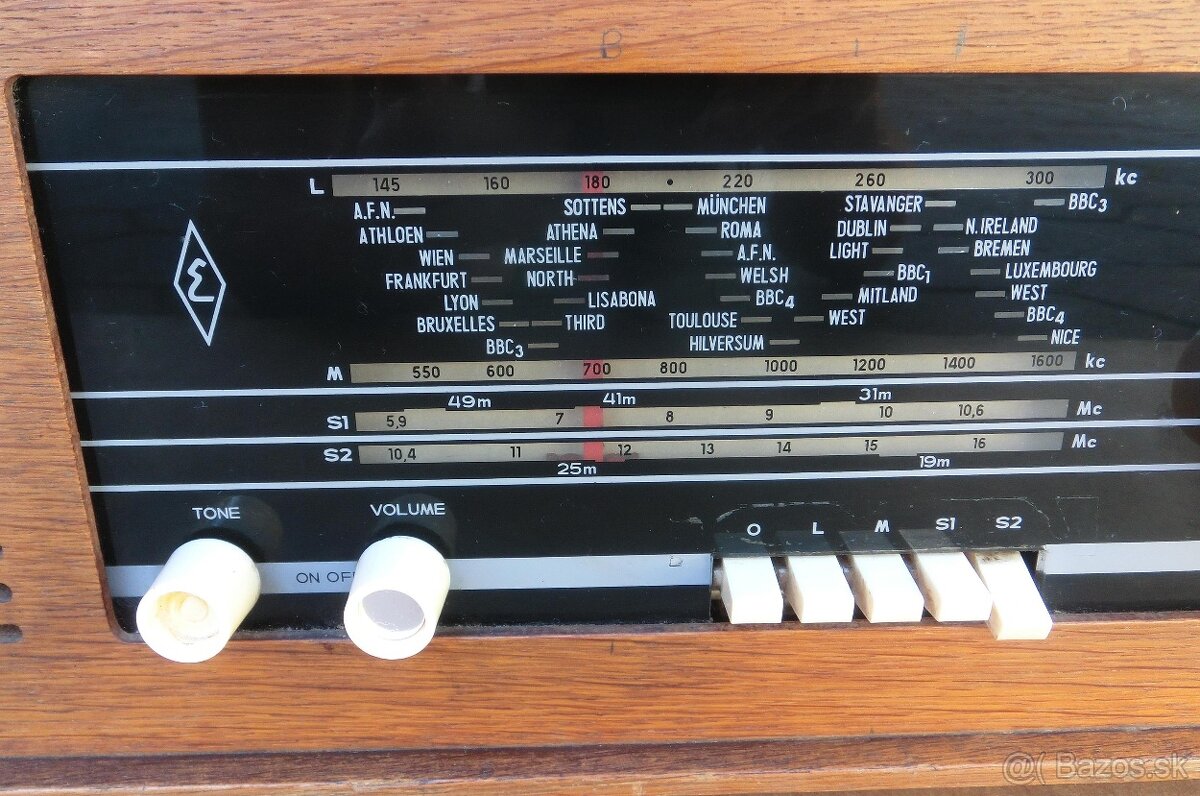 B
L 145 160 180 • 220 260 300 kc
A.F.N. SOTTENS MÜNCHEN STAVANGER BBC3
ATHLOEN ATHENA ROMA DUBLIN N.IRELAND
WIEN MARSEILLE A.F.N. LIGHT BREMEN
FRANKFURT NORTH WELSH BBC1 LUXEMBOURG
LYON LISABONA BBC4 MITLAND WEST
BRUXELLES THIRD TOULOUSE WEST BBC4
BBC3 HILVERSUM NICE
M 550 600 700 800 1000 1200 1400 1600 kc
49m 41m 31m
S1 5,9 7 8 9 10 10,6 Mc
S2 10,4 11 12 13 14 15 16 Mc
25m 19m
TONE VOLUME
O L M S1 S2
ON OFF
@( Bazos.sk